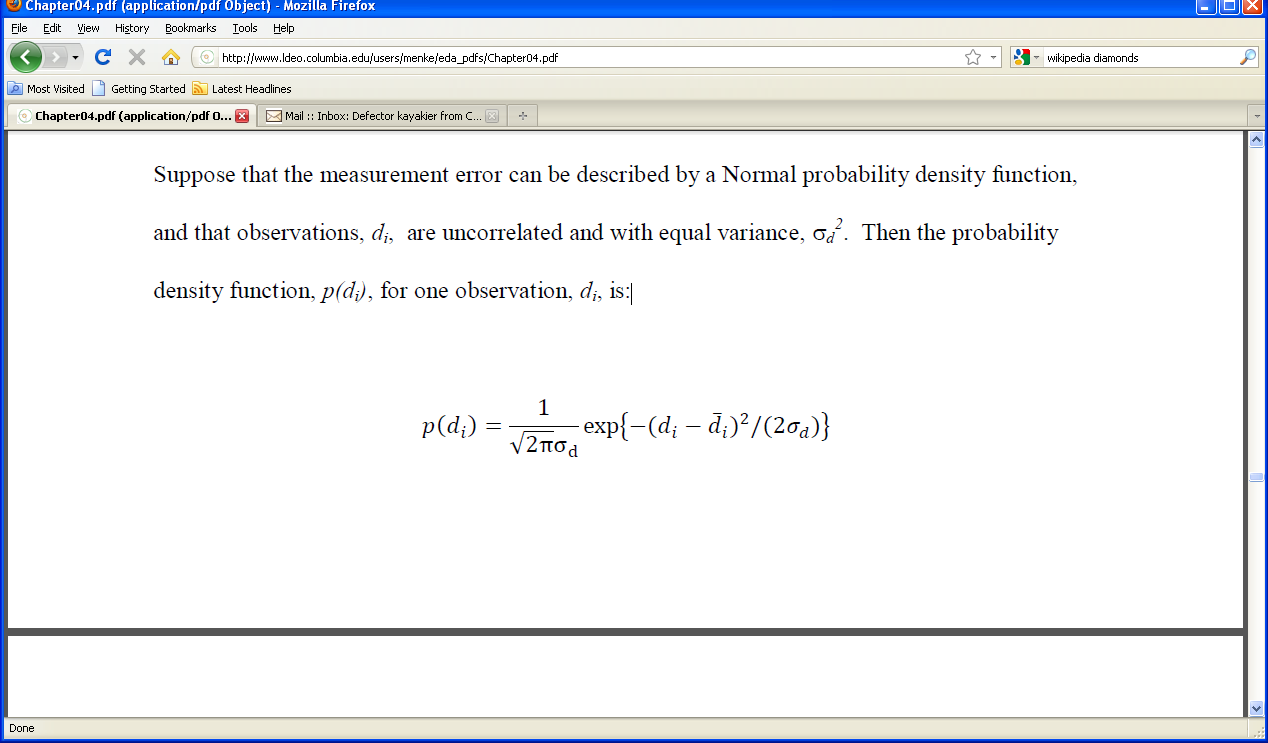 Chapter04.pdf (application/pdf Object) - Mozilla Firefox
File Edit View History Bookmarks Tools Help
http://www.ldeo.columbia.edu/users/menke/eda_pdfs/Chapter04.pdf wikipedia diamonds
Most Visited Getting Started Latest Headlines
Chapter04.pdf (application/pdf O... Mail :: Inbox: Defector kayakier from C...
Suppose that the measurement error can be described by a Normal probability density function,
and that observations, dᵢ, are uncorrelated and with equal variance, σ_d². Then the probability
density function, p(dᵢ), for one observation, dᵢ, is:
p(dᵢ) = 1/(√2π σ_d) exp{−(dᵢ − d̄ᵢ)²/(2σ_d)}
Done